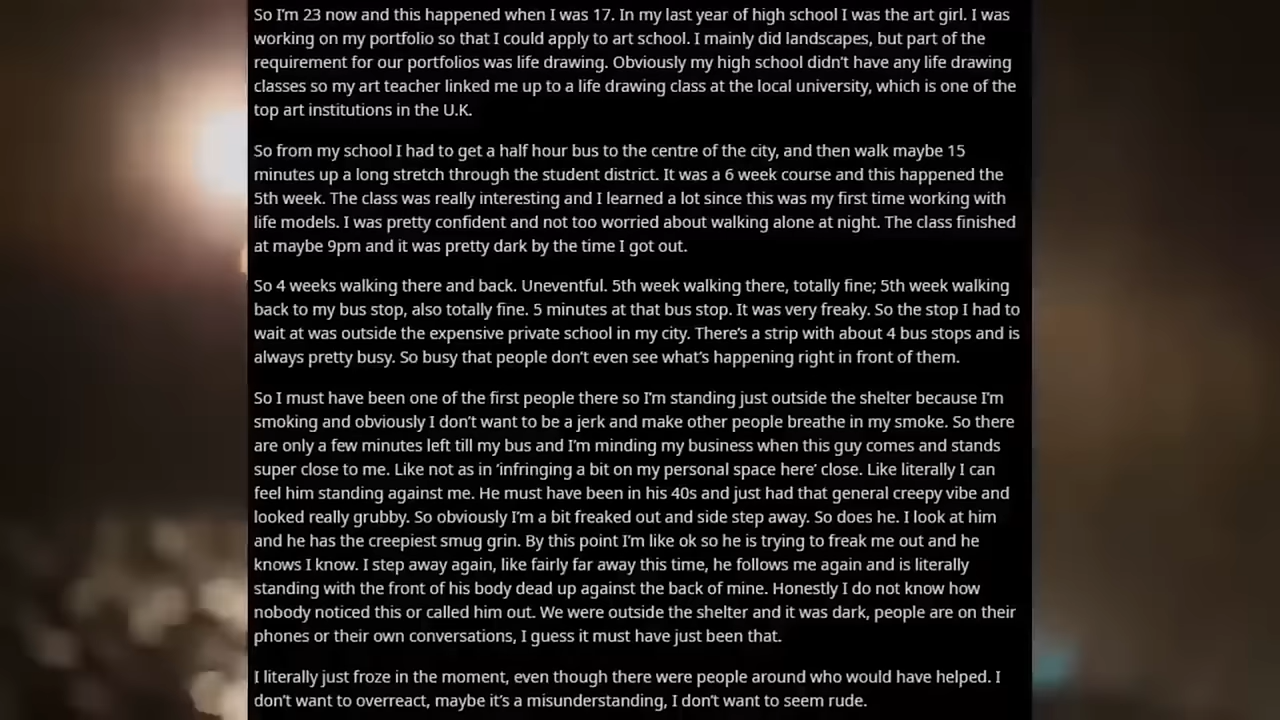 So I'm 23 now and this happened when I was 17. In my last year of high school I was the art girl. I was
working on my portfolio so that I could apply to art school. I mainly did landscapes, but part of the
requirement for our portfolios was life drawing. Obviously my high school didn't have any life drawing
classes so my art teacher linked me up to a life drawing class at the local university, which is one of the
top art institutions in the U.K.
So from my school I had to get a half hour bus to the centre of the city, and then walk maybe 15
minutes up a long stretch through the student district. It was a 6 week course and this happened the
5th week. The class was really interesting and I learned a lot since this was my first time working with
life models. I was pretty confident and not too worried about walking alone at night. The class finished
at maybe 9pm and it was pretty dark by the time I got out.
So 4 weeks walking there and back. Uneventful. 5th week walking there, totally fine; 5th week walking
back to my bus stop, also totally fine. 5 minutes at that bus stop. It was very freaky. So the stop I had to
wait at was outside the expensive private school in my city. There's a strip with about 4 bus stops and is
always pretty busy. So busy that people don't even see what's happening right in front of them.
So I must have been one of the first people there so I'm standing just outside the shelter because I'm
smoking and obviously I don't want to be a jerk and make other people breathe in my smoke. So there
are only a few minutes left till my bus and I'm minding my business when this guy comes and stands
super close to me. Like not as in 'infringing a bit on my personal space here' close. Like literally I can
feel him standing against me. He must have been in his 40s and just had that general creepy vibe and
looked really grubby. So obviously I'm a bit freaked out and side step away. So does he. I look at him
and he has the creepiest smug grin. By this point I'm like ok so he is trying to freak me out and he
knows I know. I step away again, like fairly far away this time, he follows me again and is literally
standing with the front of his body dead up against the back of mine. Honestly I do not know how
nobody noticed this or called him out. We were outside the shelter and it was dark, people are on their
phones or their own conversations, I guess it must have just been that.
I literally just froze in the moment, even though there were people around who would have helped. I
don't want to overreact, maybe it's a misunderstanding, I don't want to seem rude.